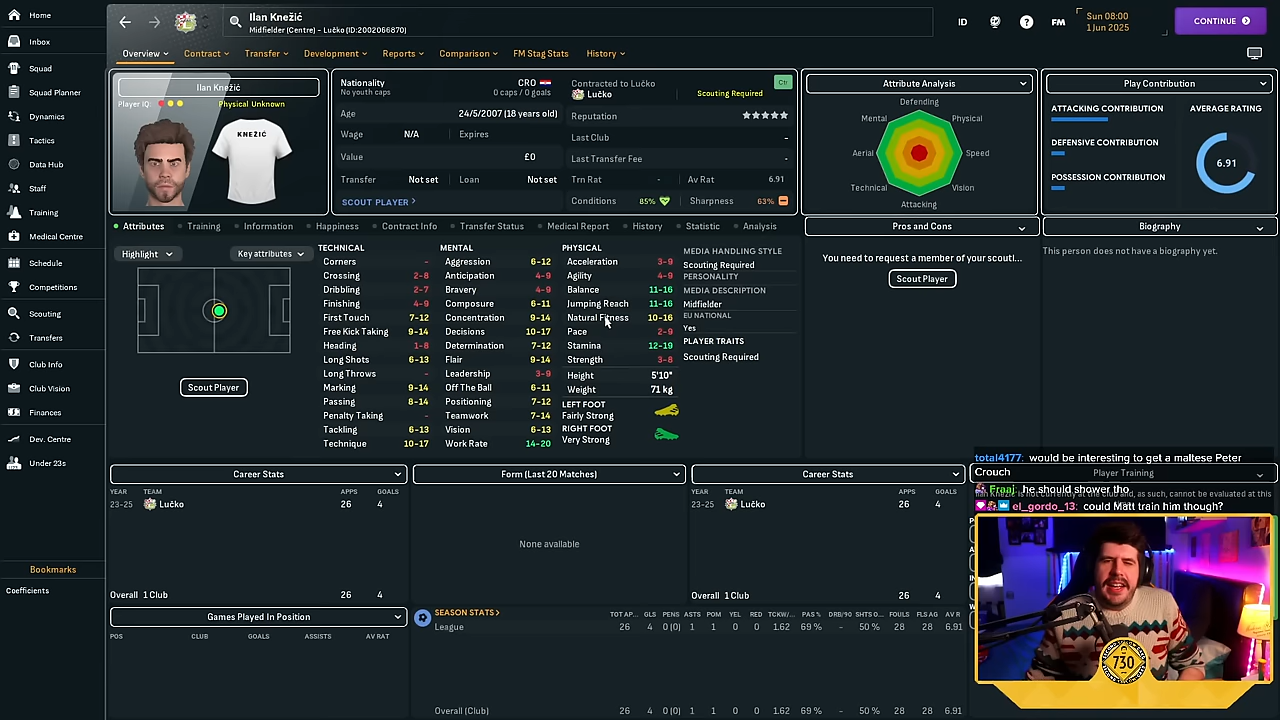 Home
Inbox
Squad
Squad Planner
Dynamics
Tactics
Data Hub
Staff
Training
Medical Centre
Schedule
Competitions
Scouting
Transfers
Club Info
Club Vision
Finances
Dev. Centre
Under 23s
Bookmarks
Coefficients
Ilan Knežić
Midfielder (Centre) - Lučko (ID:2002066870)
ID
?
FM
Sun 08:00
1 Jun 2025
CONTINUE
Overview Contract Transfer Development Reports Comparison FM Stag Stats History
Ilan Knežić
Player IQ: Physical Unknown
KNEŽIĆ
Nationality CRO
No youth caps 0 caps / 0 goals
Age 24/5/2007 (18 years old)
Wage N/A Expires
Value £0
Transfer Not set Loan Not set
SCOUT PLAYER >
Contracted to Lučko Ctr
Lučko Scouting Required
Reputation
Last Club -
Last Transfer Fee -
Trn Rat - Av Rat 6.91
Conditions 85% Sharpness 63%
Attribute Analysis
Defending
Mental Physical
Aerial Speed
Technical Vision
Attacking
Play Contribution
ATTACKING CONTRIBUTION
DEFENSIVE CONTRIBUTION
POSSESSION CONTRIBUTION
AVERAGE RATING
6.91
Attributes Training Information Happiness Contract Info Transfer Status Medical Report History Statistic Analysis
Highlight Key attributes
Scout Player
TECHNICAL
Corners -
Crossing 2-8
Dribbling 2-7
Finishing 4-9
First Touch 7-12
Free Kick Taking 9-14
Heading 1-8
Long Shots 6-13
Long Throws -
Marking 9-14
Passing 8-14
Penalty Taking -
Tackling 6-13
Technique 10-17
MENTAL
Aggression 6-12
Anticipation 4-9
Bravery 4-9
Composure 6-11
Concentration 9-14
Decisions 10-17
Determination 7-12
Flair 9-14
Leadership 3-9
Off The Ball 6-11
Positioning 7-12
Teamwork 7-14
Vision 6-13
Work Rate 14-20
PHYSICAL
Acceleration 3-9
Agility 4-9
Balance 11-16
Jumping Reach 11-16
Natural Fitness 10-16
Pace 2-9
Stamina 12-19
Strength 3-8
Height 5'10"
Weight 71 kg
LEFT FOOT
Fairly Strong
RIGHT FOOT
Very Strong
MEDIA HANDLING STYLE
Scouting Required
PERSONALITY
MEDIA DESCRIPTION
Midfielder
EU NATIONAL
Yes
PLAYER TRAITS
Scouting Required
Pros and Cons
You need to request a member of your scouti...
Scout Player
Biography
This person does not have a biography yet.
Career Stats
YEAR TEAM APPS GOALS
23-25 Lučko 26 4
Overall 1 Club 26 4
Form (Last 20 Matches)
None available
Career Stats
YEAR TEAM APPS GOALS
23-25 Lučko 26 4
Overall 1 Club 26 4
Games Played In Position
POS CLUB GOALS ASSISTS AV RAT
SEASON STATS > TOT AP... GLS PENS ASTS POM YEL RED TCKW/... PAS % DRB/90 SHTS O... FOULS FLS AG AV R
League 26 4 0 (0) 1 1 0 0 1.62 69 % - 50 % 28 28 6.91
Overall (Club) 26 4 0 (0) 1 1 0 0 1.62 69 % - 50 % 28 28 6.91
total4177: would be interesting to get a maltese Peter
Crouch
Player Training
Fraaj: he should shower tho
Ilan Knežić is not currently at the club and, as such, cannot be evaluated at this
el_gordo_13: could Matt train him though?
730